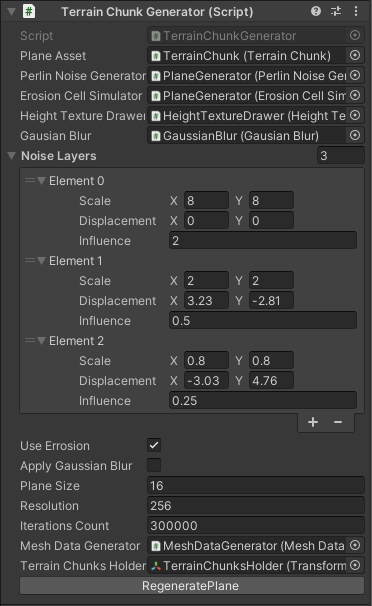 Terrain Chunk Generator (Script)
Script TerrainChunkGenerator
Plane Asset TerrainChunk (Terrain Chunk)
Perlin Noise Generator PlaneGenerator (Perlin Noise Ge
Erosion Cell Simulator PlaneGenerator (Erosion Cell Sim
Height Texture Drawer HeightTextureDrawer (Height Te
Gausian Blur GaussianBlur (Gausian Blur)
Noise Layers 3
Element 0
Scale X 8 Y 8
Displacement X 0 Y 0
Influence 2
Element 1
Scale X 2 Y 2
Displacement X 3.23 Y -2.81
Influence 0.5
Element 2
Scale X 0.8 Y 0.8
Displacement X -3.03 Y 4.76
Influence 0.25
+ −
Use Errosion
Apply Gaussian Blur
Plane Size 16
Resolution 256
Iterations Count 300000
Mesh Data Generator MeshDataGenerator (Mesh Data
Terrain Chunks Holder TerrainChunksHolder (Transform
RegeneratePlane